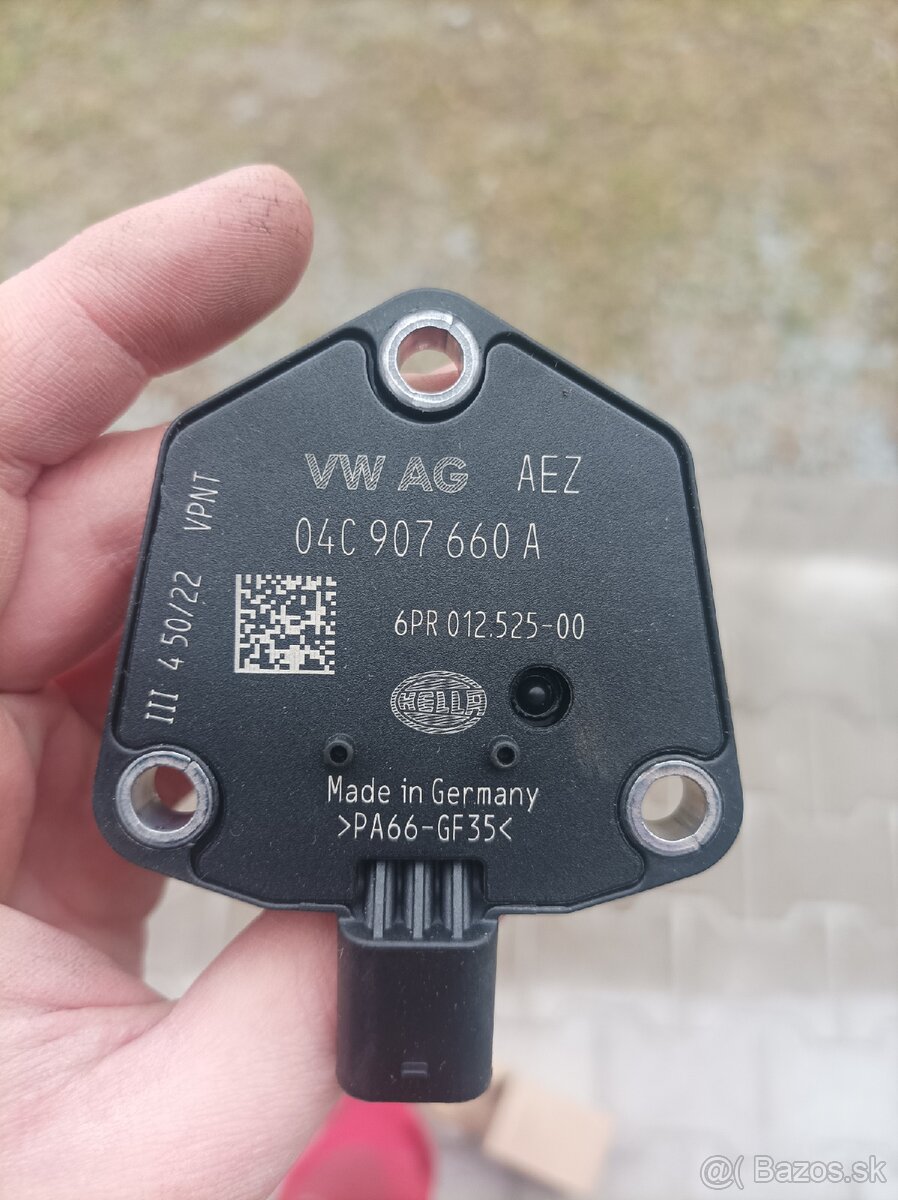 VW AG AEZ
04C 907 660 A
III 4 50/22 VPNT
6PR 012.525-00
HELLA
Made in Germany
>PA66-GF35<
@( Bazos.sk